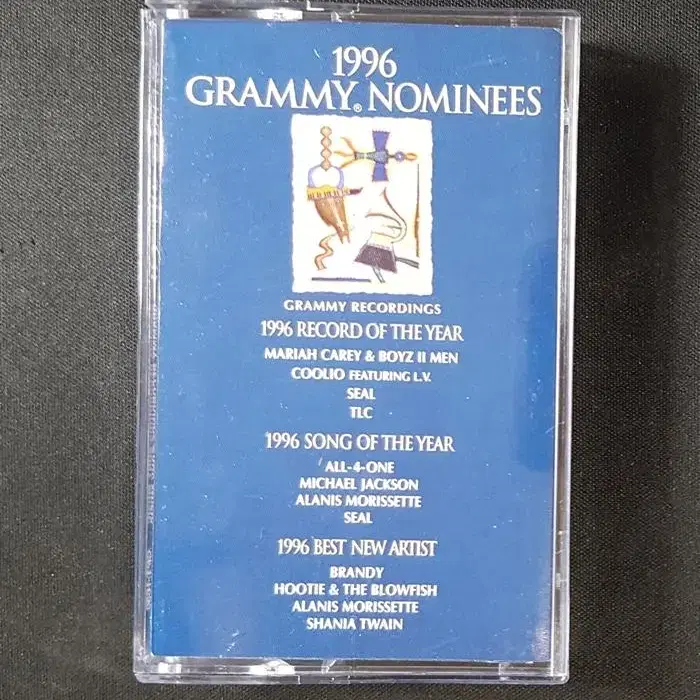 1996
GRAMMY® NOMINEES
GRAMMY RECORDINGS
1996 RECORD OF THE YEAR
MARIAH CAREY & BOYZ II MEN
COOLIO FEATURING L.V.
SEAL
TLC
1996 SONG OF THE YEAR
ALL-4-ONE
MICHAEL JACKSON
ALANIS MORISSETTE
SEAL
1996 BEST NEW ARTIST
BRANDY
HOOTIE & THE BLOWFISH
ALANIS MORISSETTE
SHANIA TWAIN